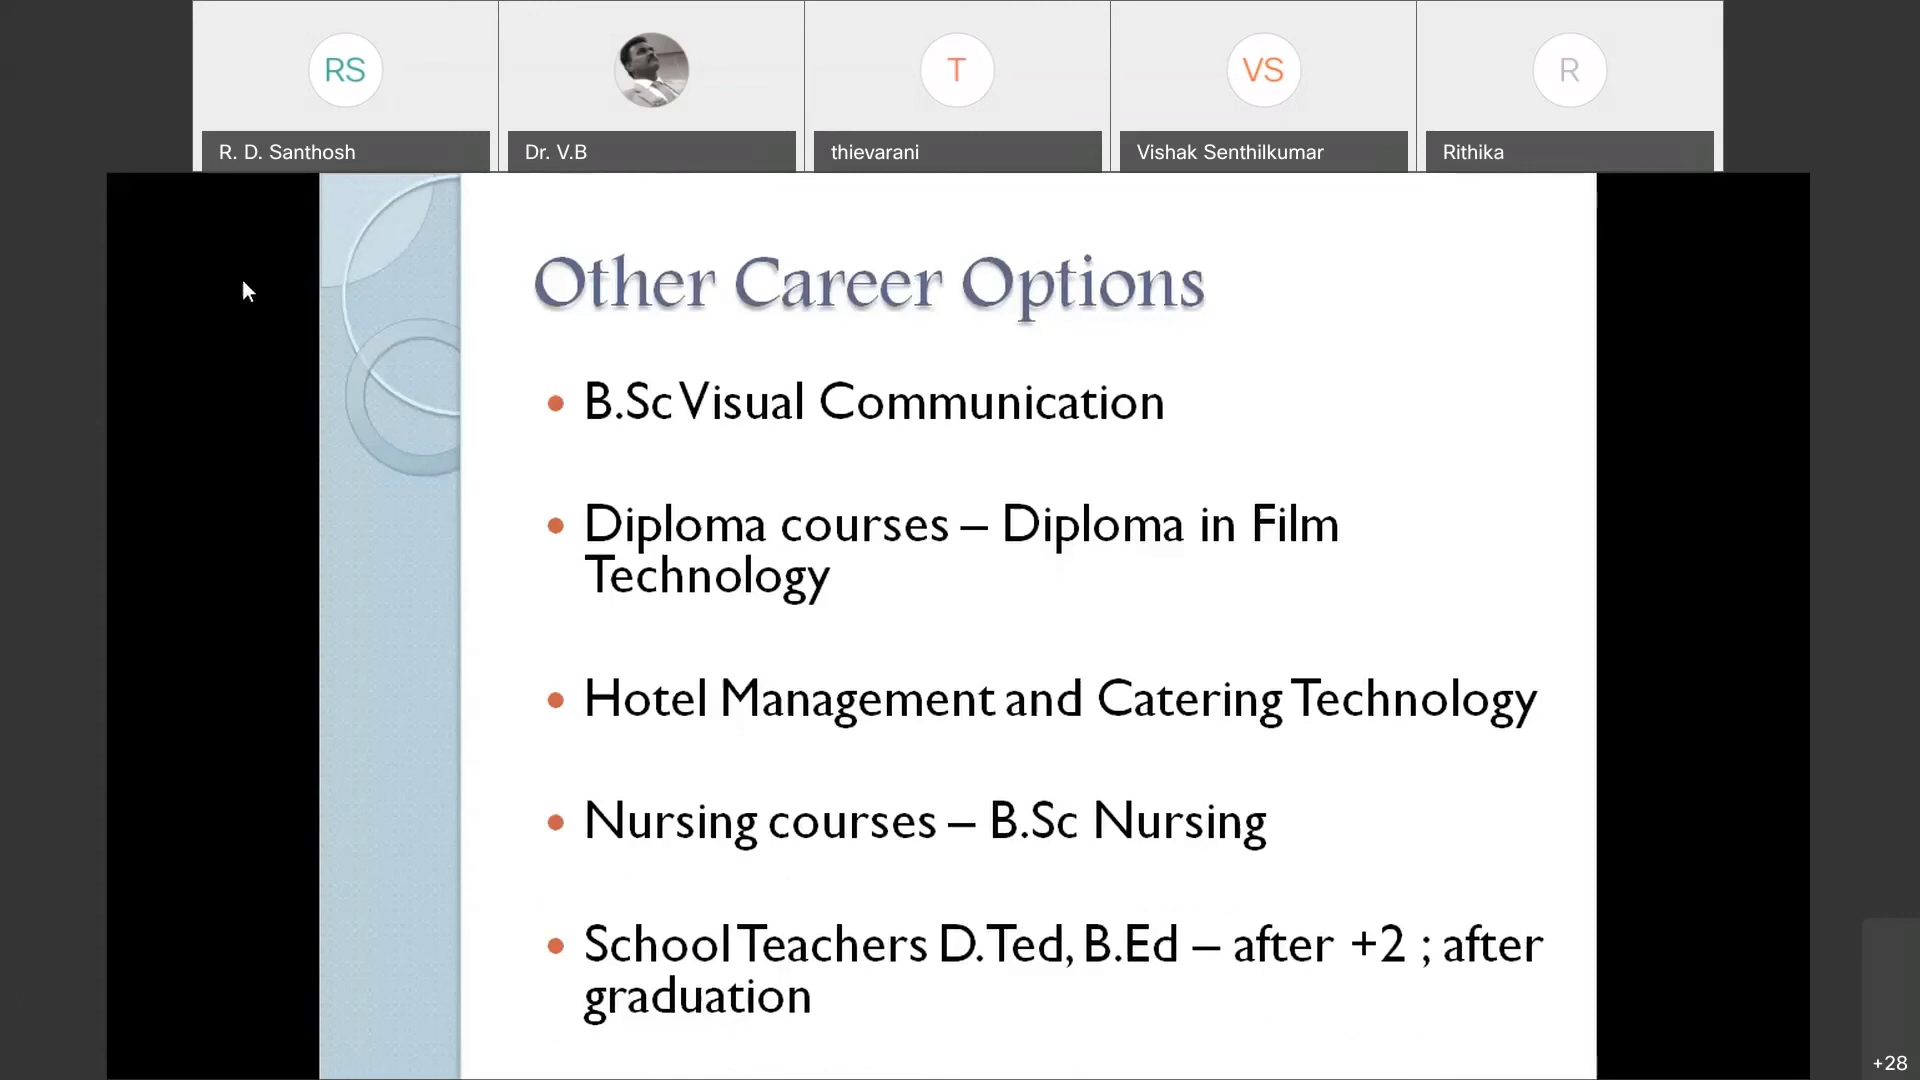 RS
T
VS
R
R. D. Santhosh
Dr. V.B
thievarani
Vishak Senthilkumar
Rithika
Other Career Options
• B.Sc Visual Communication
• Diploma courses – Diploma in Film
Technology
• Hotel Management and Catering Technology
• Nursing courses – B.Sc Nursing
• School Teachers D.Ted, B.Ed – after +2 ; after
graduation
+28